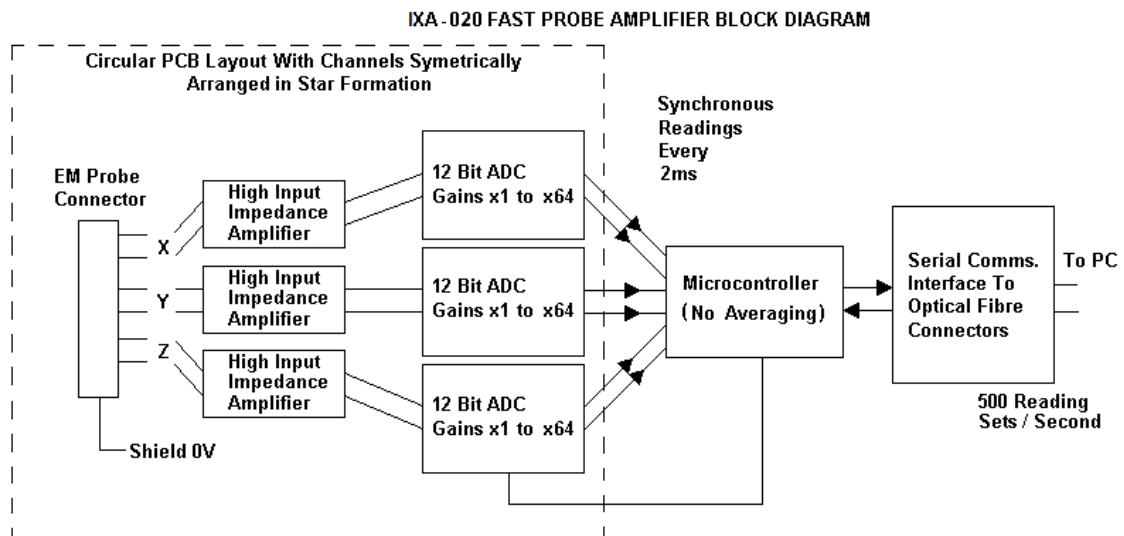 IXA-020 FAST PROBE AMPLIFIER BLOCK DIAGRAM
Circular PCB Layout With Channels Symetrically
Arranged in Star Formation
Synchronous
Readings
Every
2ms
EM Probe
Connector
X
Y
Z
Shield 0V
High Input
Impedance
Amplifier
High Input
Impedance
Amplifier
High Input
Impedance
Amplifier
12 Bit ADC
Gains x1 to x64
12 Bit ADC
Gains x1 to x64
12 Bit ADC
Gains x1 to x64
Microcontroller
(No Averaging)
Serial Comms.
Interface To
Optical Fibre
Connectors
To PC
500 Reading
Sets / Second